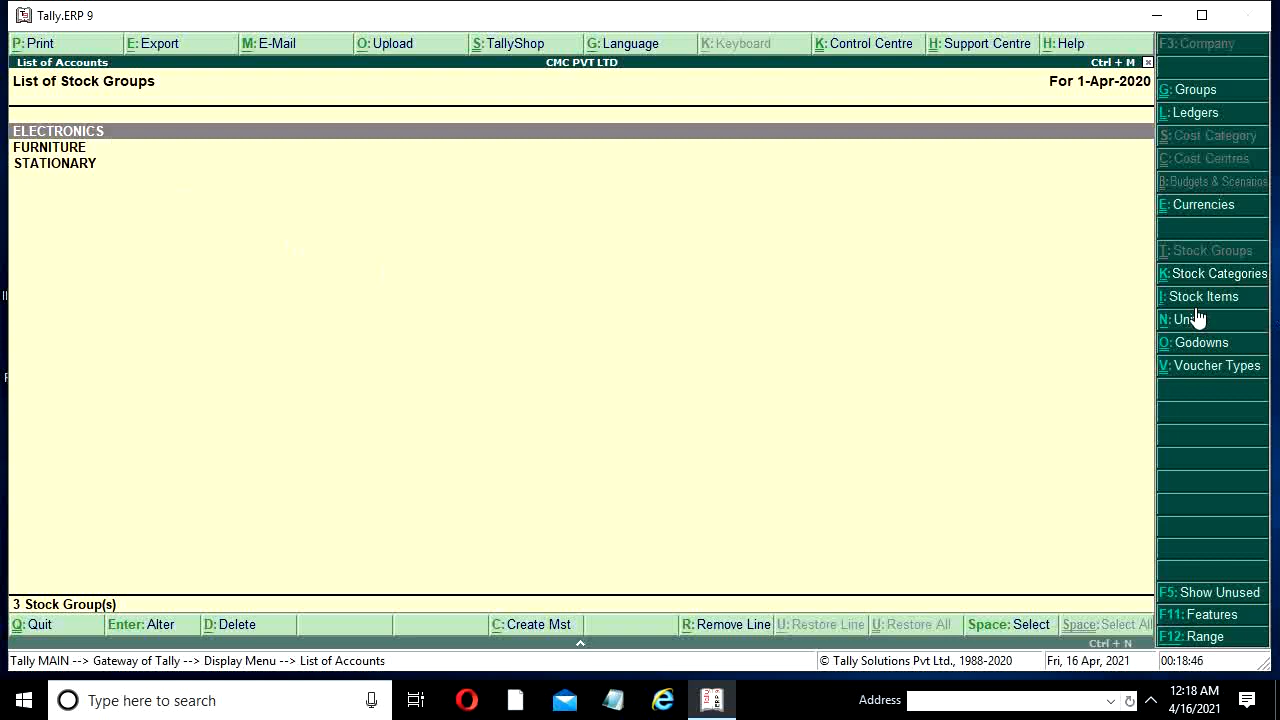 Tally.ERP 9
P: Print E: Export M: E-Mail O: Upload S: TallyShop G: Language K: Keyboard K: Control Centre H: Support Centre H: Help
List of Accounts CMC PVT LTD Ctrl + M
List of Stock Groups For 1-Apr-2020
ELECTRONICS
FURNITURE
STATIONARY
3 Stock Group(s)
Q: Quit Enter: Alter D: Delete C: Create Mst R: Remove Line U: Restore Line U: Restore All Space: Select Space: Select All
Ctrl + N
Tally MAIN --> Gateway of Tally --> Display Menu --> List of Accounts © Tally Solutions Pvt Ltd., 1988-2020 Fri, 16 Apr, 2021 00:18:46
F3: Company
G: Groups
L: Ledgers
S: Cost Category
C: Cost Centres
B: Budgets & Scenarios
E: Currencies
T: Stock Groups
K: Stock Categories
I: Stock Items
N:
O: Godowns
V: Voucher Types
F5: Show Unused
F11: Features
F12: Range
Type here to search
Address
12:18 AM
4/16/2021